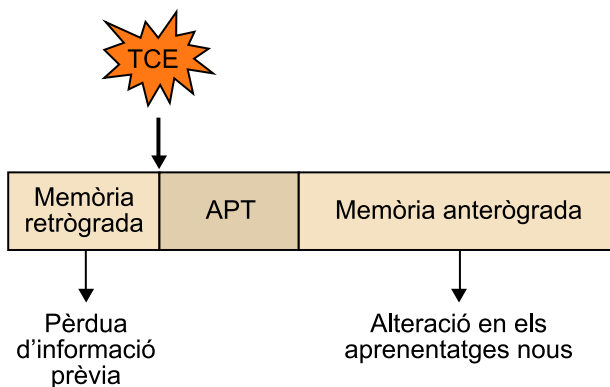 TCE
Memòria
retrògrada
APT
Memòria anterògrada
Pèrdua
d'informació
prèvia
Alteració en els
aprenentatges nous